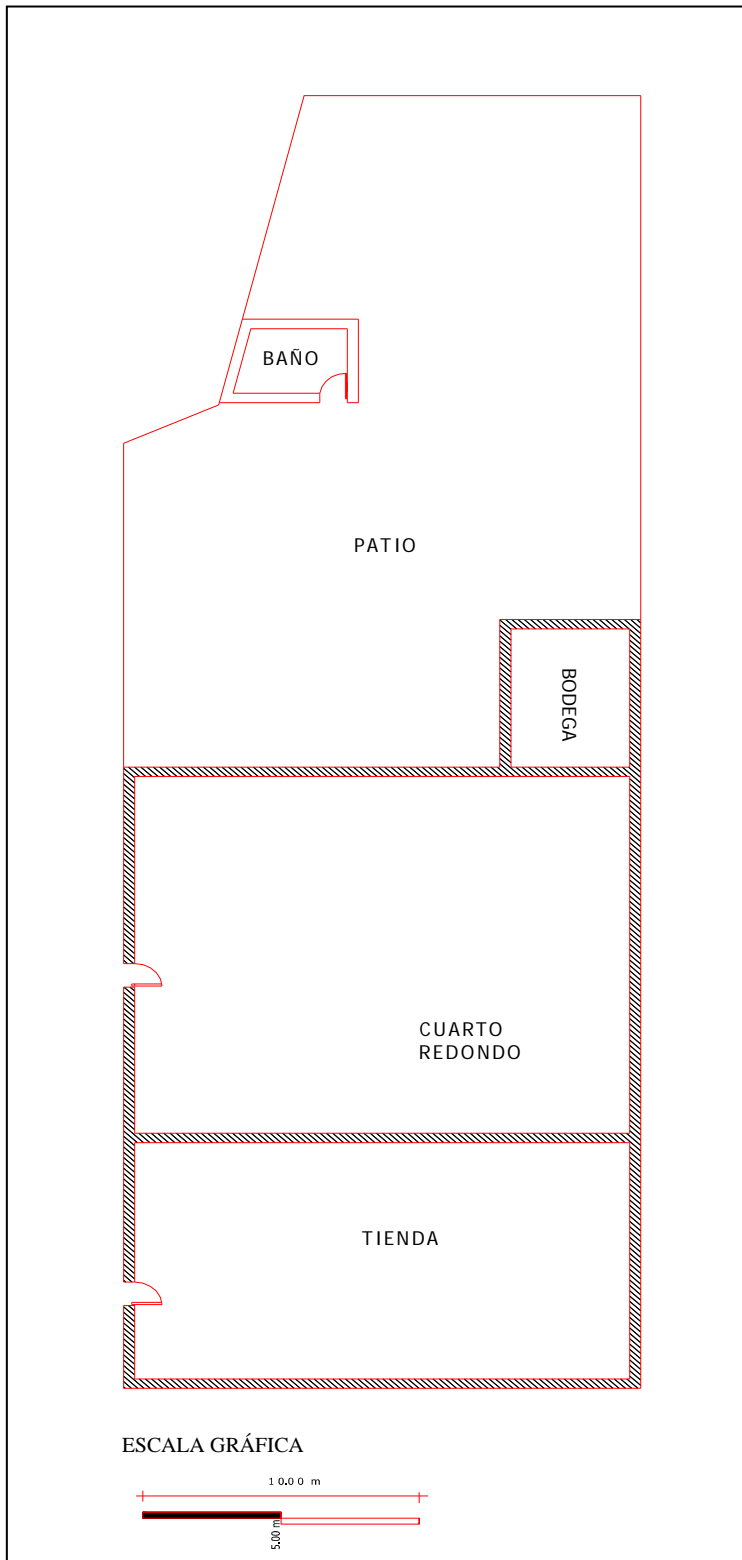 BAÑO
PATIO
BODEGA
CUARTO
REDONDO
TIENDA
ESCALA GRÁFICA
10.00 m
5.00 m